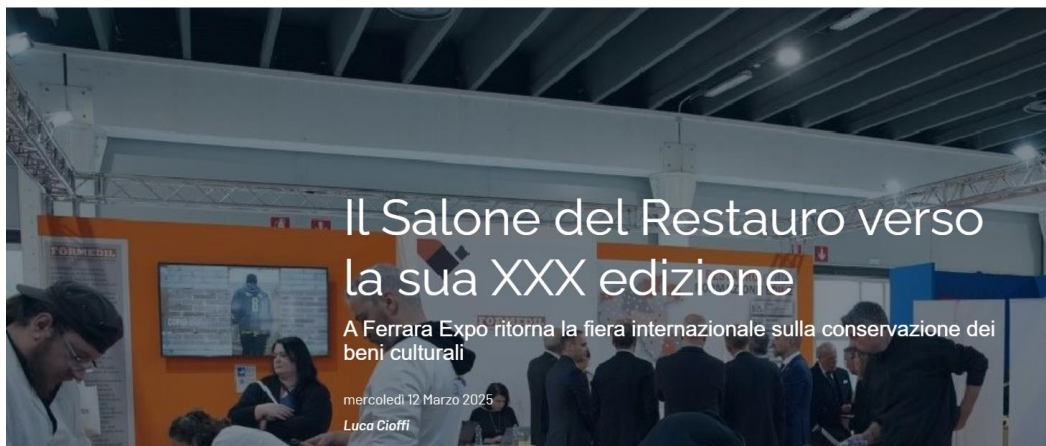 Il Salone del Restauro verso
la sua XXX edizione
A Ferrara Expo ritorna la fiera internazionale sulla conservazione dei
beni culturali
mercoledì 12 Marzo 2025
Luca Cioffi
FORMEDIL